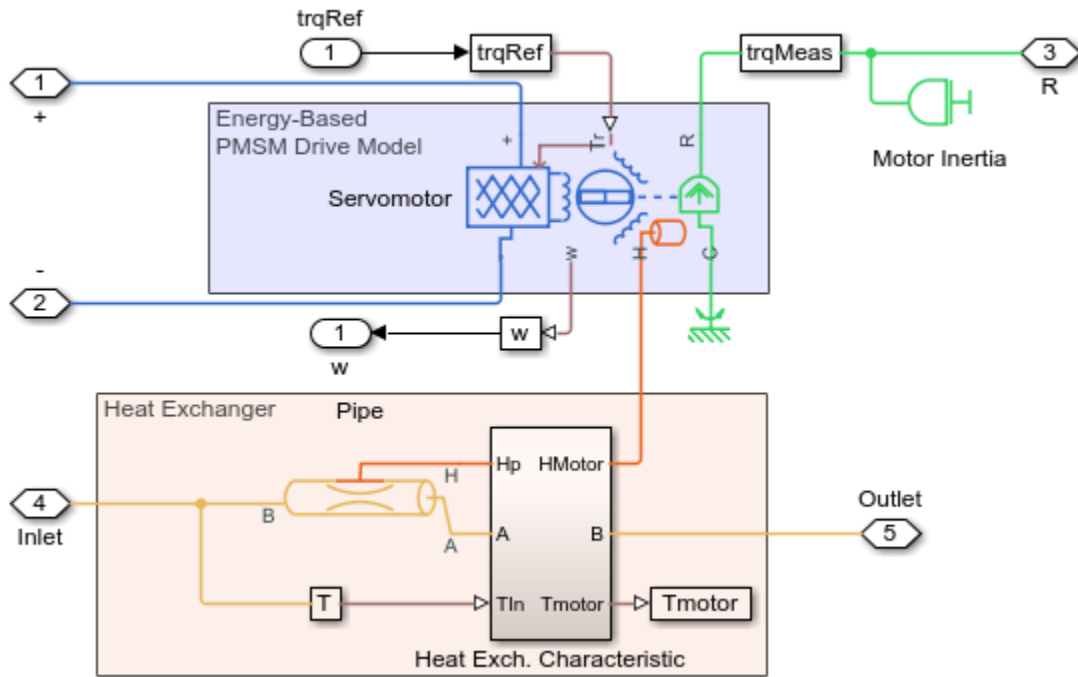 trqRef
1
trqRef
trqMeas
3
R
1
+
Energy-Based
PMSM Drive Model
+
Tr
R
Motor Inertia
Servomotor
-
2
-
w
H
C
1
w
w
Heat Exchanger
Pipe
Hp
HMotor
H
4
Inlet
B
A
A
B
Outlet
5
T
TIn
Tmotor
Tmotor
Heat Exch. Characteristic